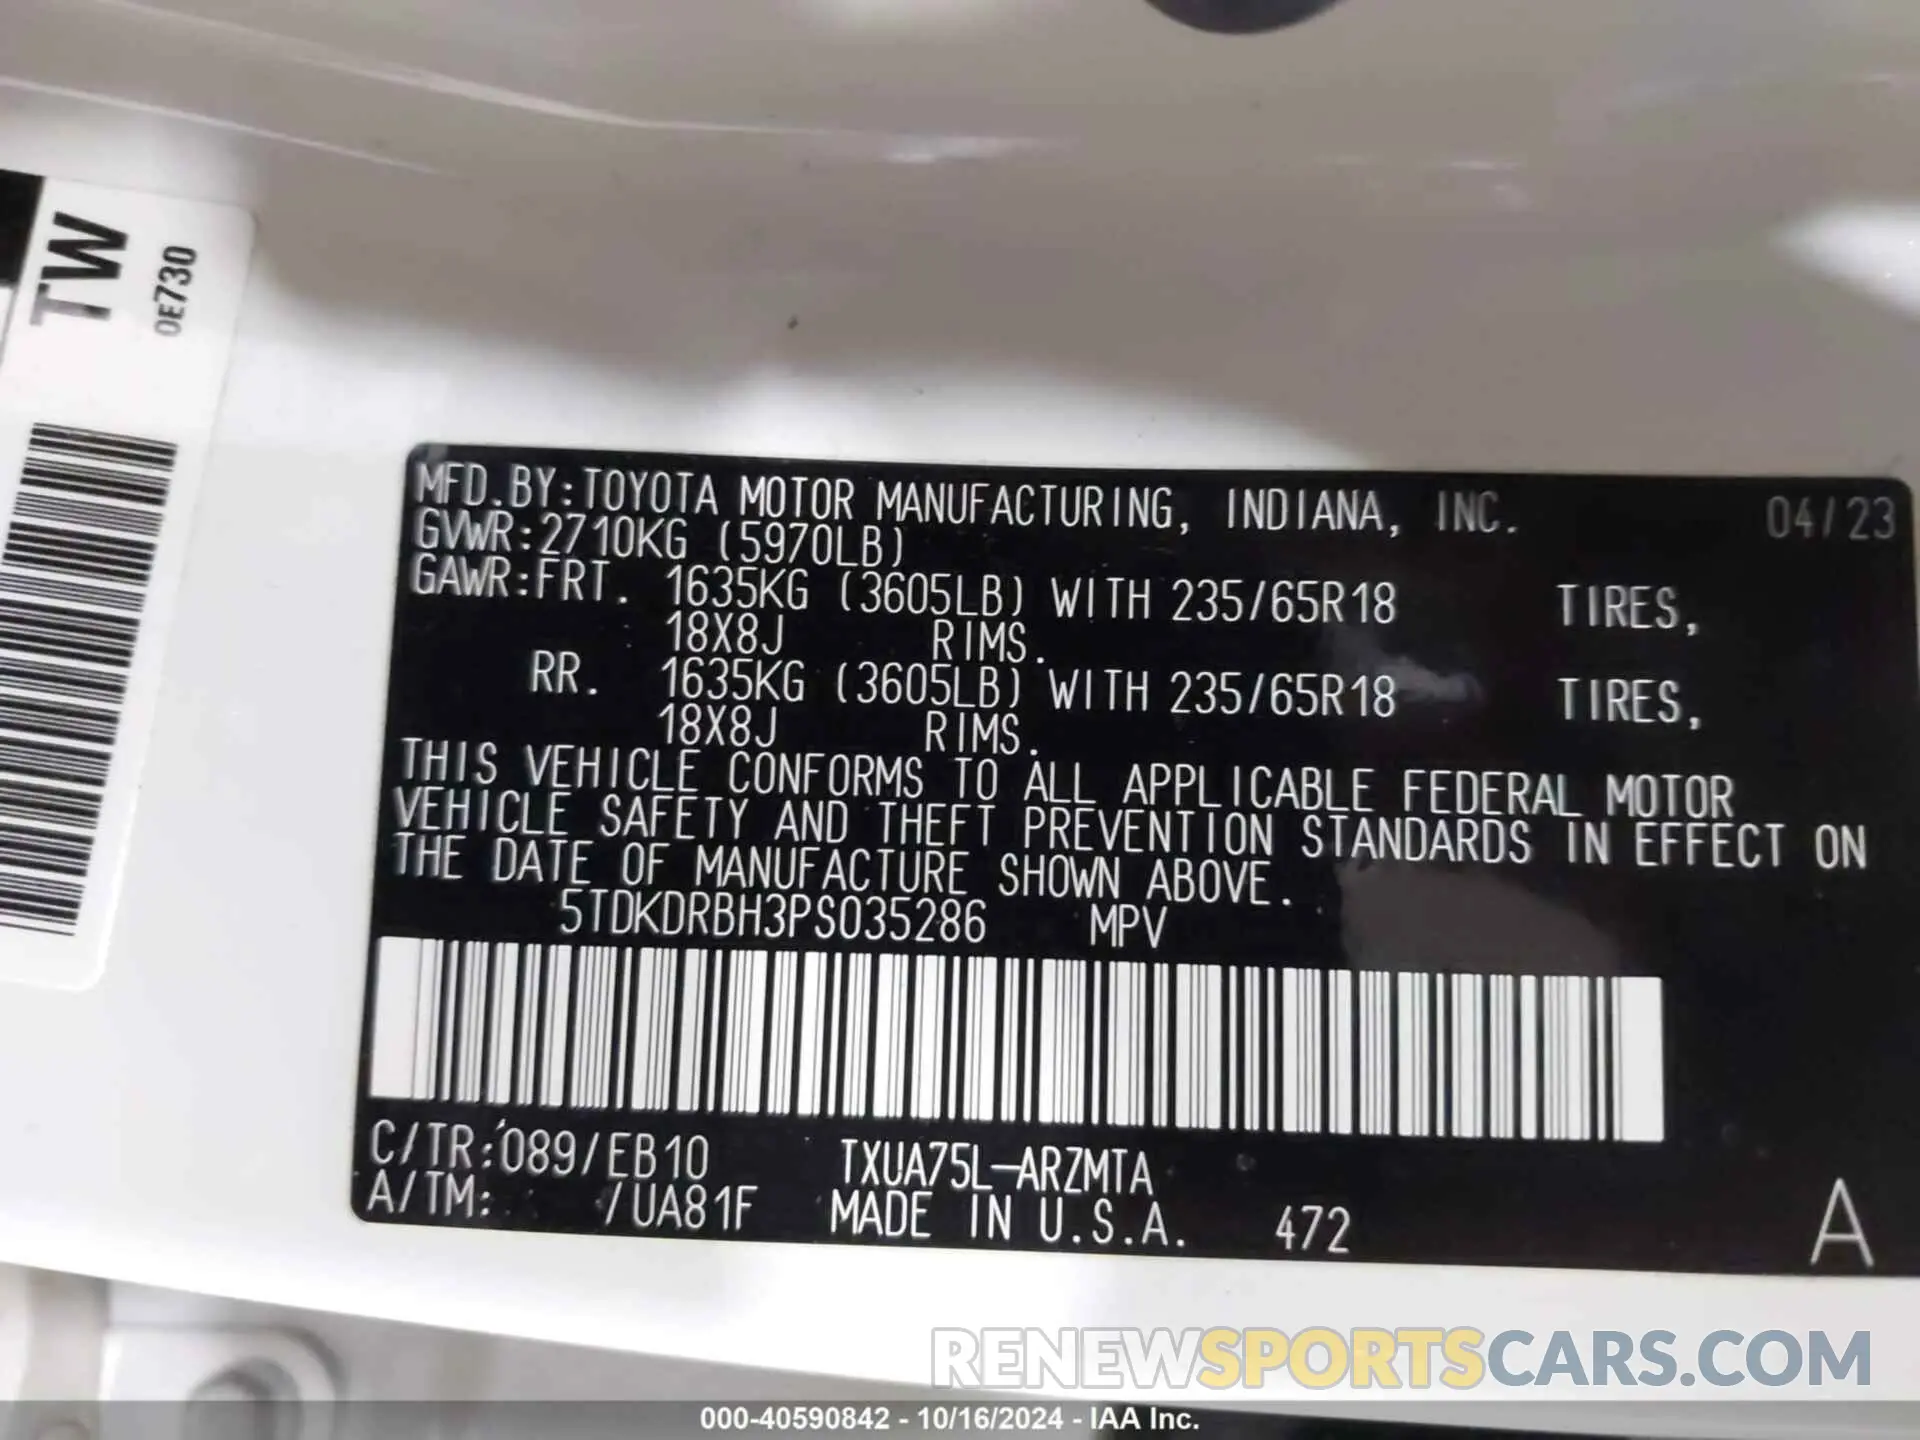 TW
0E730
MFD.BY:TOYOTA MOTOR MANUFACTURING, INDIANA, INC. 04/23
GVWR:2710KG (5970LB)
GAWR:FRT. 1635KG (3605LB) WITH 235/65R18 TIRES,
18X8J RIMS.
RR. 1635KG (3605LB) WITH 235/65R18 TIRES,
18X8J RIMS.
THIS VEHICLE CONFORMS TO ALL APPLICABLE FEDERAL MOTOR
VEHICLE SAFETY AND THEFT PREVENTION STANDARDS IN EFFECT ON
THE DATE OF MANUFACTURE SHOWN ABOVE.
5TDKDRBH3PS035286 MPV
C/TR:089/EB10 TXUA75L-ARZMTA
A/TM: /UA81F MADE IN U.S.A. 472 A
RENEWSPORTSCARS.COM
000-40590842 - 10/16/2024 - IAA Inc.